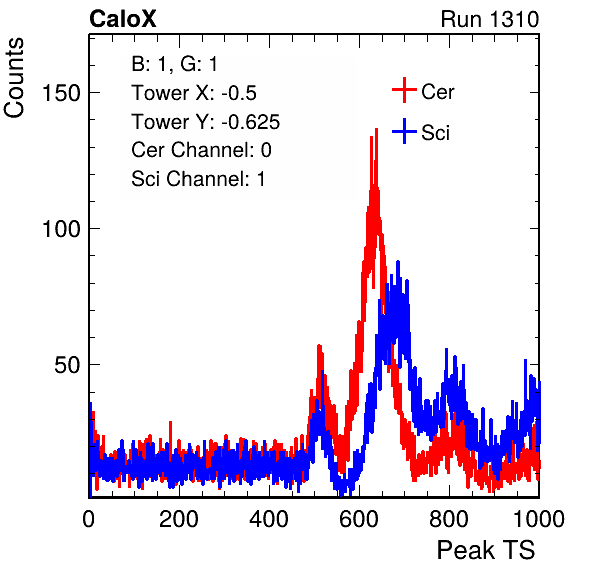 CaloX Run 1310
Counts
B: 1, G: 1
Tower X: -0.5
Tower Y: -0.625
Cer Channel: 0
Sci Channel: 1
Cer
Sci
150
100
50
0 200 400 600 800 1000
Peak TS